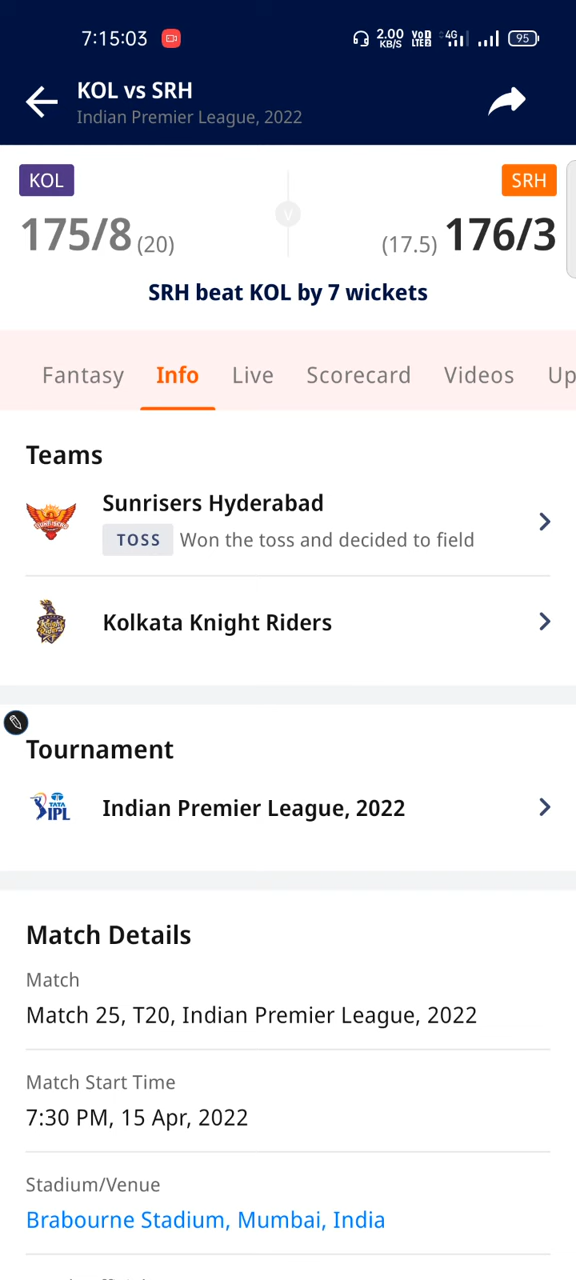 7:15:03 2.00 KB/S VoD LTE2 4G 95
KOL vs SRH
Indian Premier League, 2022
KOL V SRH
175/8 (20) (17.5) 176/3
SRH beat KOL by 7 wickets
Fantasy Info Live Scorecard Videos Up
Teams
Sunrisers Hyderabad
TOSS Won the toss and decided to field
Kolkata Knight Riders
Tournament
TATA IPL
Indian Premier League, 2022
Match Details
Match
Match 25, T20, Indian Premier League, 2022
Match Start Time
7:30 PM, 15 Apr, 2022
Stadium/Venue
Brabourne Stadium, Mumbai, India